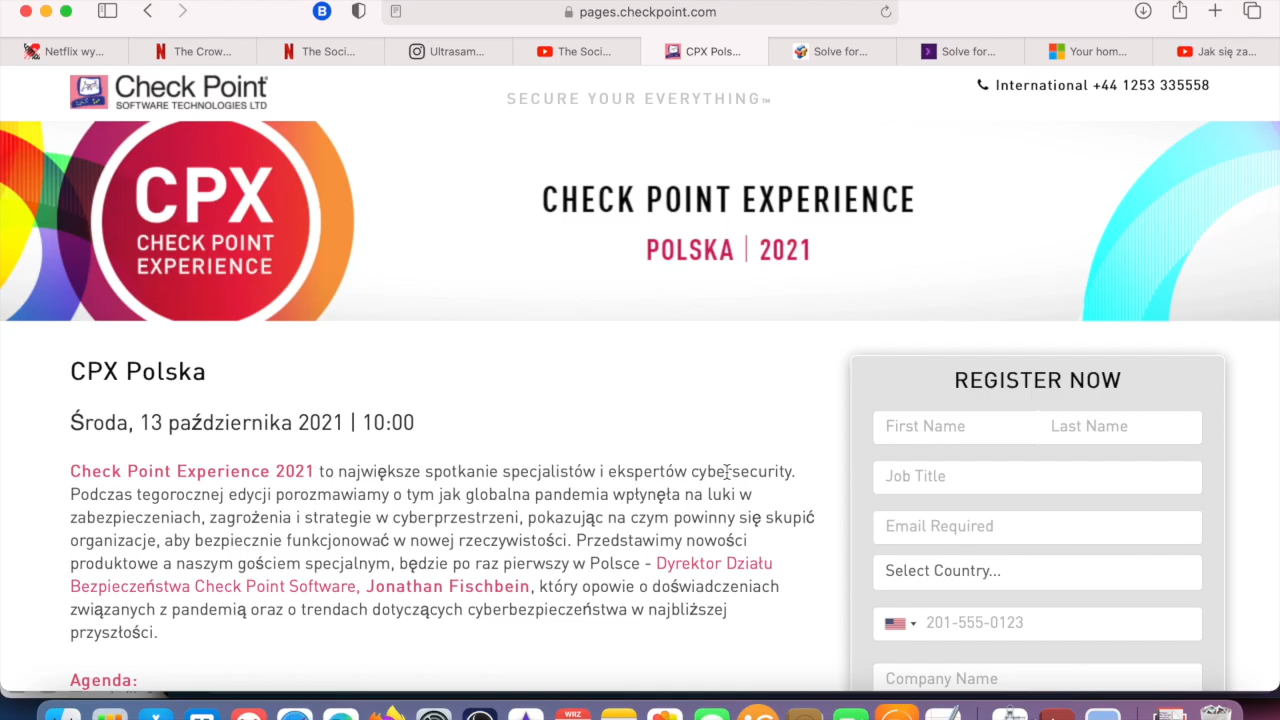 B
pages.checkpoint.com
Netflix wy...
The Crow...
The Soci...
Ultrasam...
The Soci...
CPX Pols...
Solve for...
Solve for...
Your hom...
Jak się za...
Check Point
SOFTWARE TECHNOLOGIES LTD
SECURE YOUR EVERYTHING™
International +44 1253 335558
CPX
CHECK POINT
EXPERIENCE
CHECK POINT EXPERIENCE
POLSKA | 2021
CPX Polska
Środa, 13 października 2021 | 10:00
Check Point Experience 2021 to największe spotkanie specjalistów i ekspertów cybersecurity.
Podczas tegorocznej edycji porozmawiamy o tym jak globalna pandemia wpłynęła na luki w
zabezpieczeniach, zagrożenia i strategie w cyberprzestrzeni, pokazując na czym powinny się skupić
organizacje, aby bezpiecznie funkcjonować w nowej rzeczywistości. Przedstawimy nowości
produktowe a naszym gościem specjalnym, będzie po raz pierwszy w Polsce - Dyrektor Działu
Bezpieczeństwa Check Point Software, Jonathan Fischbein, który opowie o doświadczeniach
związanych z pandemią oraz o trendach dotyczących cyberbezpieczeństwa w najbliższej
przyszłości.
Agenda:
REGISTER NOW
First Name
Last Name
Job Title
Email Required
Select Country...
201-555-0123
Company Name
WRZ